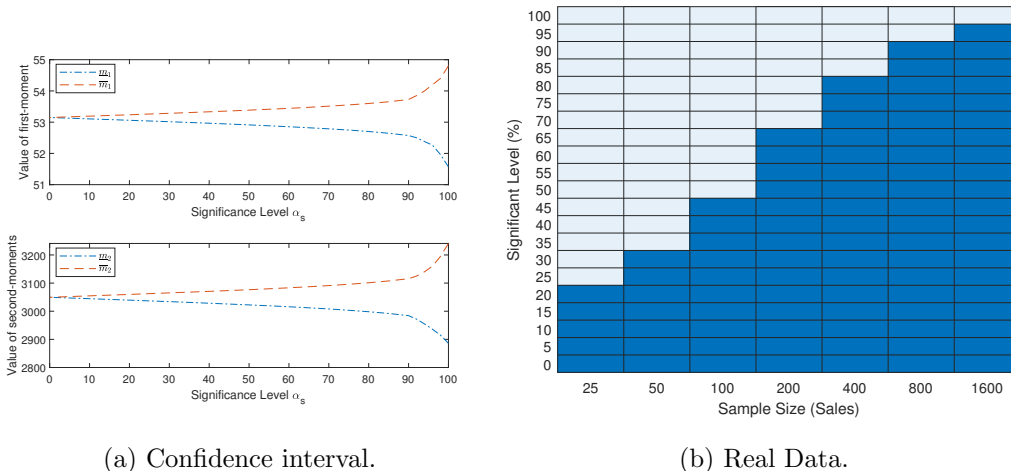 55
54
53
52
51
Value of first-moment
m₁
m̅₁
0 10 20 30 40 50 60 70 80 90 100
Significance Level αₛ
3200
3100
3000
2900
2800
Value of second-moments
m₂
m̅₂
0 10 20 30 40 50 60 70 80 90 100
Significance Level αₛ
(a) Confidence interval.
100
95
90
85
80
75
70
65
60
55
50
45
40
35
30
25
20
15
10
5
0
Significant Level (%)
25 50 100 200 400 800 1600
Sample Size (Sales)
(b) Real Data.